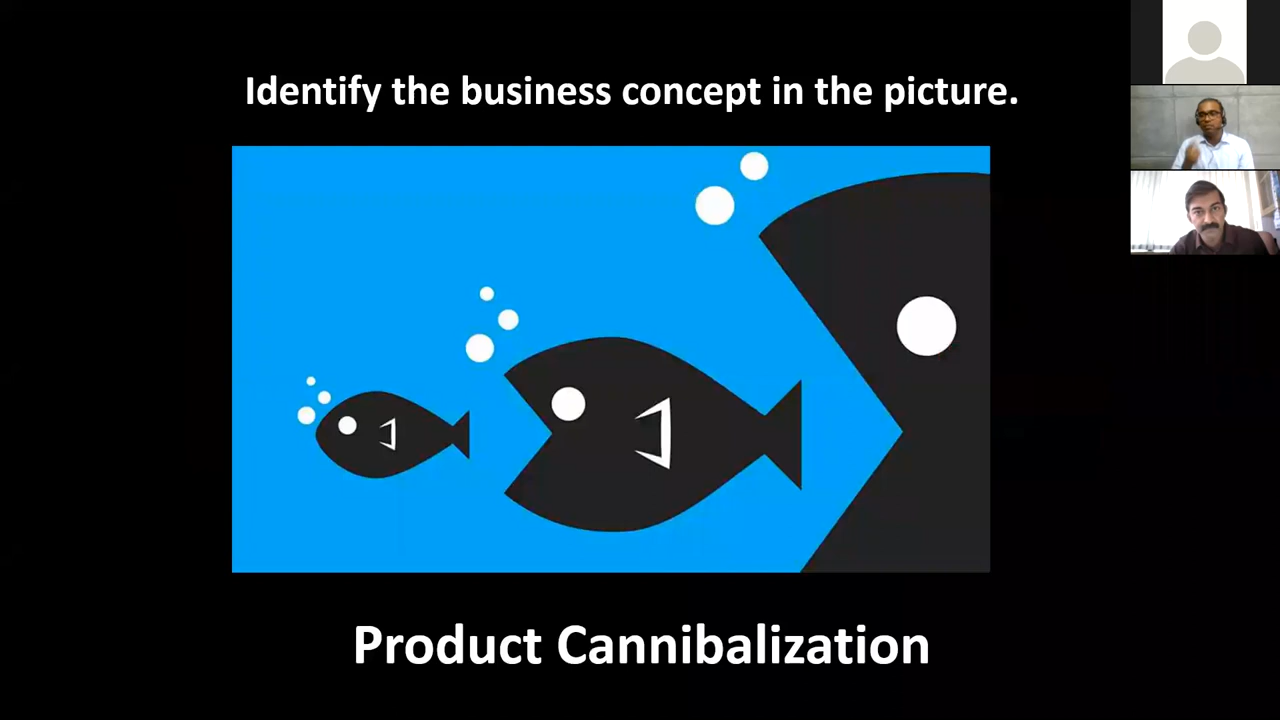 Identify the business concept in the picture.
Product Cannibalization